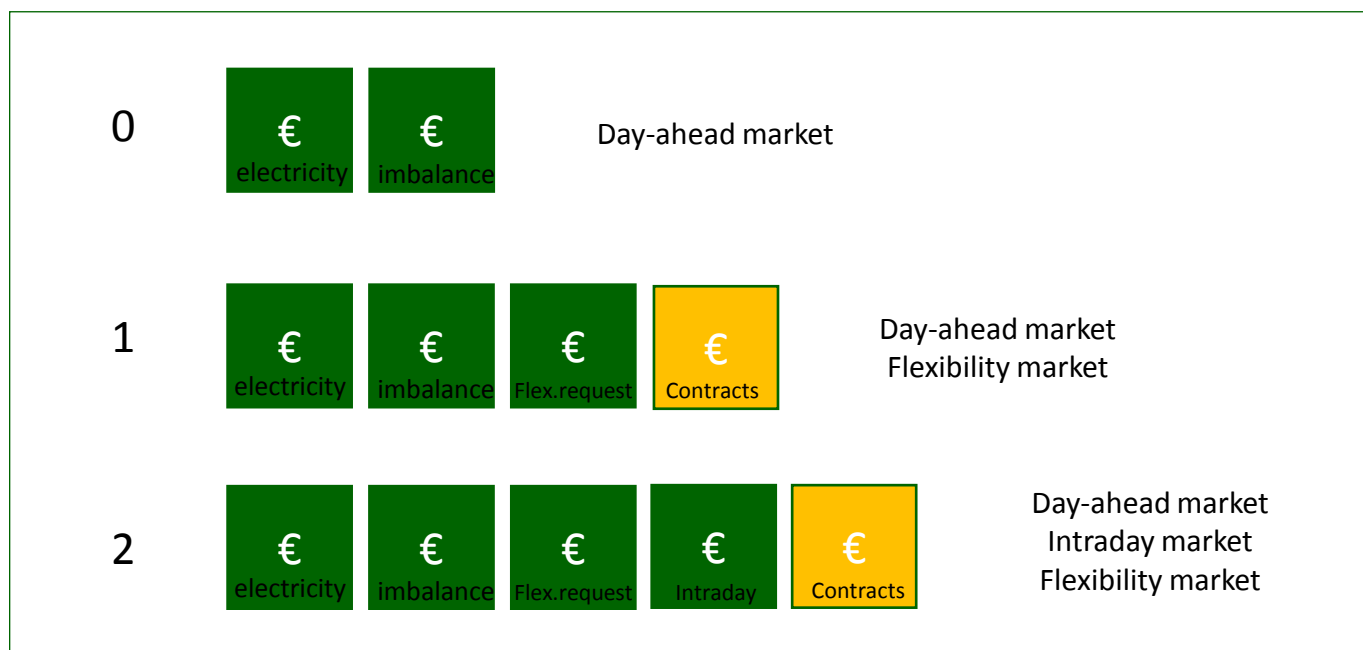 0
€ €
electricity imbalance
Day-ahead market
1
€ € € €
electricity imbalance Flex.request Contracts
Day-ahead market
Flexibility market
2
€ € € € €
electricity imbalance Flex.request Intraday Contracts
Day-ahead market
Intraday market
Flexibility market